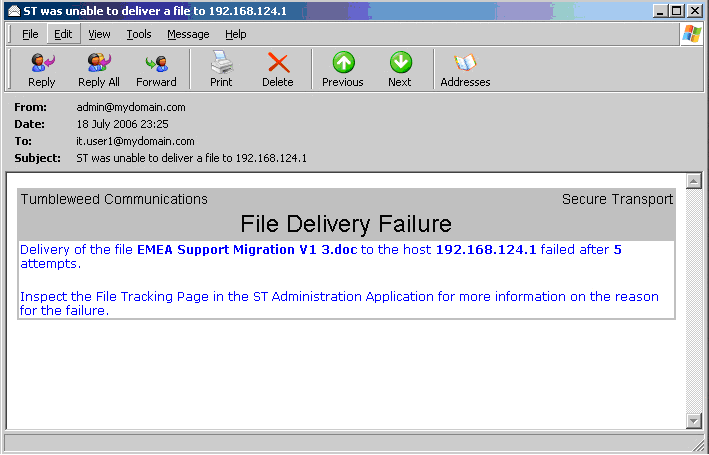 ST was unable to deliver a file to 192.168.124.1
File Edit View Tools Message Help
Reply Reply All Forward Print Delete Previous Next Addresses
From: admin@mydomain.com
Date: 18 July 2006 23:25
To: it.user1@mydomain.com
Subject: ST was unable to deliver a file to 192.168.124.1
Tumbleweed Communications Secure Transport
File Delivery Failure
Delivery of the file EMEA Support Migration V1 3.doc to the host 192.168.124.1 failed after 5
attempts.
Inspect the File Tracking Page in the ST Administration Application for more information on the reason
for the failure.